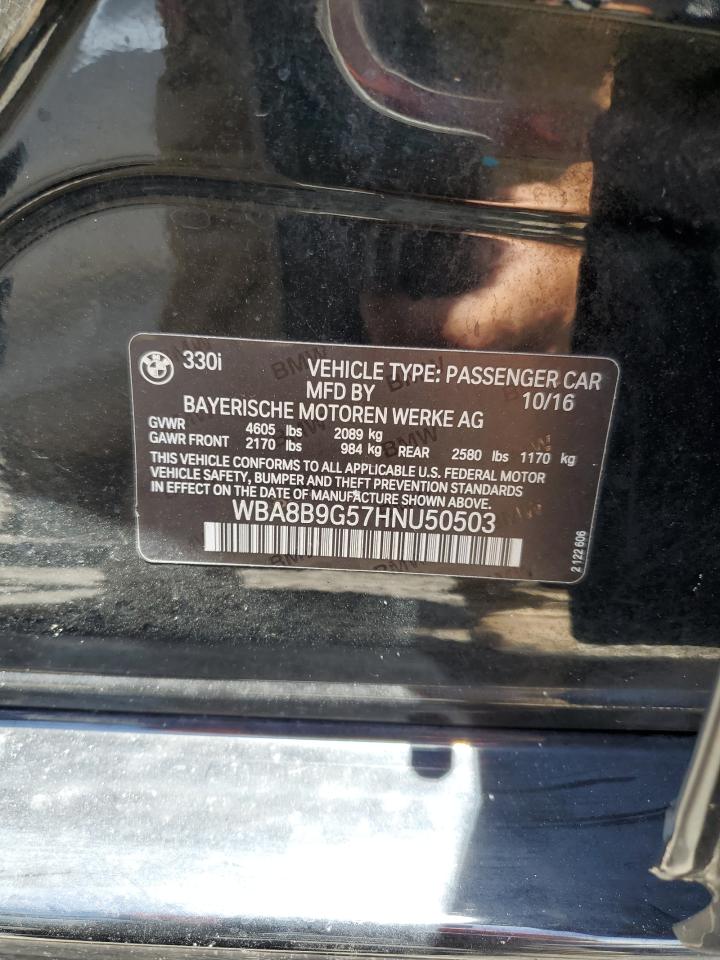 330i VEHICLE TYPE: PASSENGER CAR
MFD BY 10/16
BAYERISCHE MOTOREN WERKE AG
GVWR 4605 lbs 2089 kg
GAWR FRONT 2170 lbs 984 kg REAR 2580 lbs 1170 kg
THIS VEHICLE CONFORMS TO ALL APPLICABLE U.S. FEDERAL MOTOR
VEHICLE SAFETY, BUMPER AND THEFT PREVENTION STANDARDS
IN EFFECT ON THE DATE OF MANUFACTURE SHOWN ABOVE.
WBA8B9G57HNU50503
2 122 606